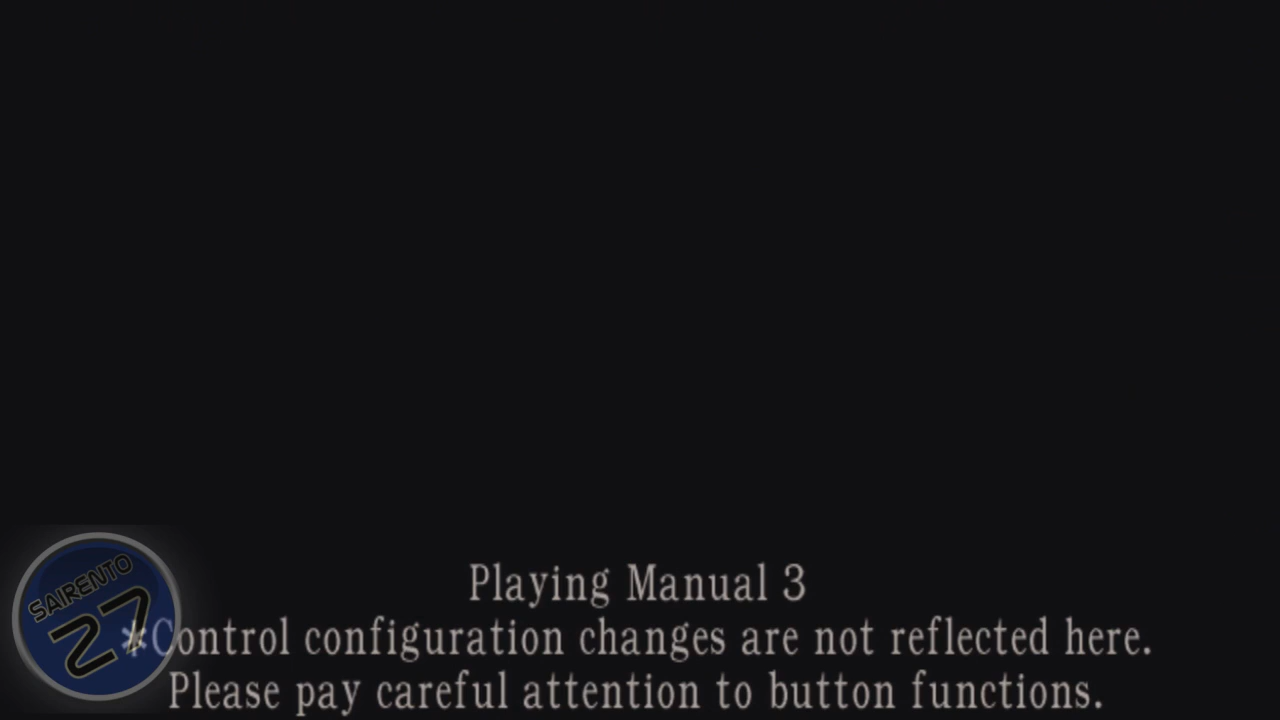 SAIRENTO
27
Playing Manual 3
*Control configuration changes are not reflected here.
Please pay careful attention to button functions.